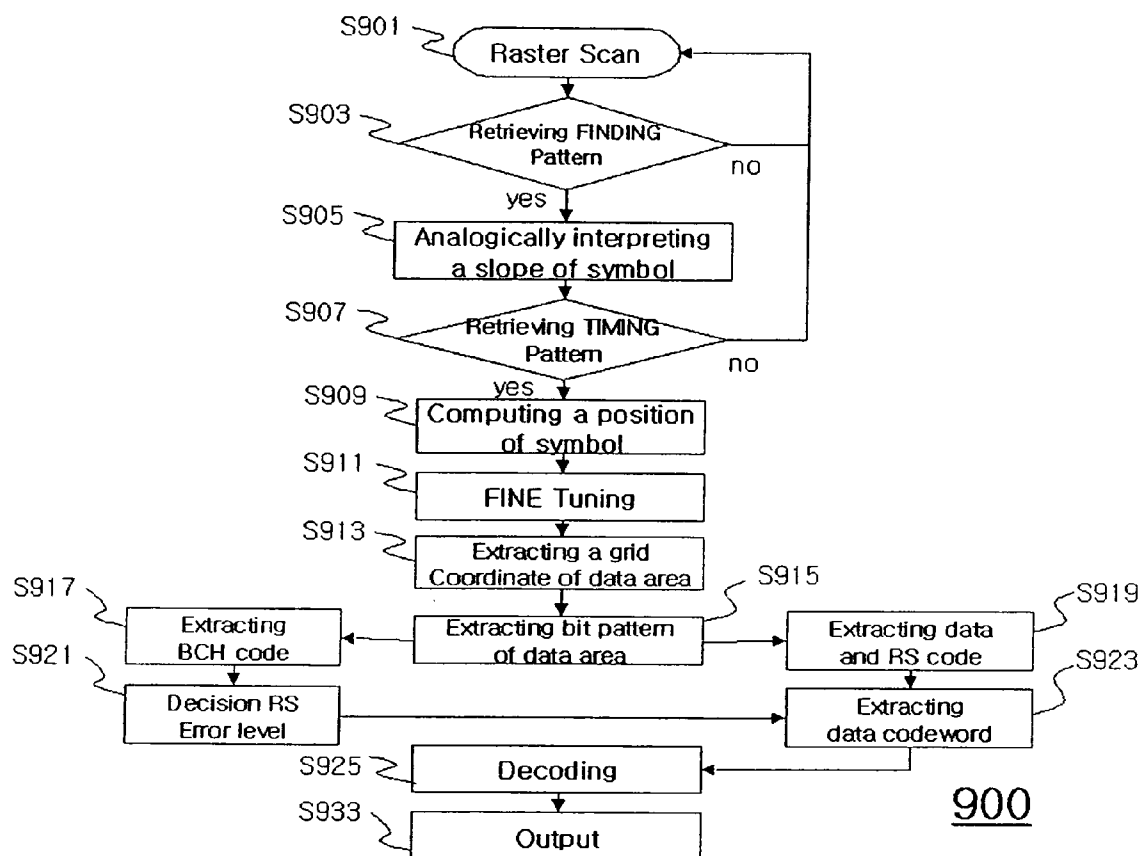 S901
Raster Scan
S903
Retrieving FINDING
Pattern
no
yes
S905
Analogically interpreting
a slope of symbol
S907
Retrieving TIMING
Pattern
no
yes
S909
Computing a position
of symbol
S911
FINE Tuning
S913
Extracting a grid
Coordinate of data area
S915
S917
S919
Extracting
BCH code
Extracting bit pattern
of data area
Extracting data
and RS code
S921
S923
Decision RS
Error level
Extracting
data codeword
S925
Decoding
S933
Output
900